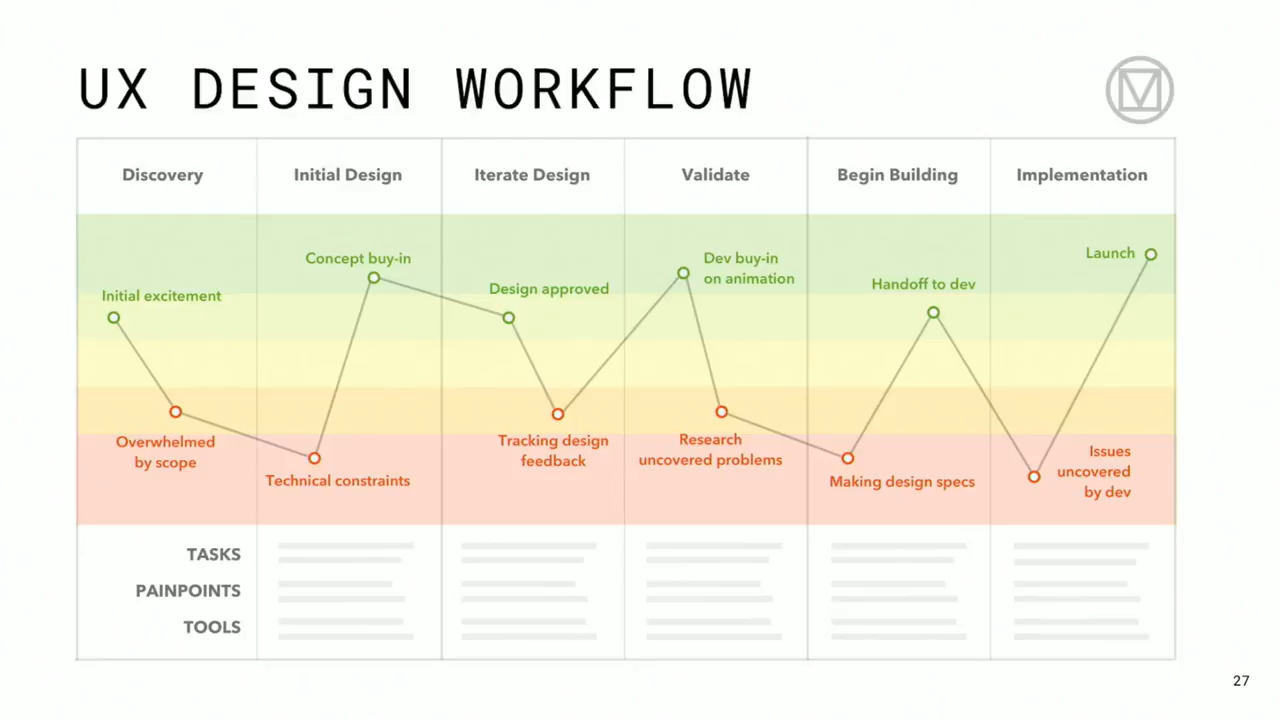 UX DESIGN WORKFLOW
Discovery
Initial Design
Iterate Design
Validate
Begin Building
Implementation
Initial excitement
Overwhelmed
by scope
Technical constraints
Concept buy-in
Design approved
Tracking design
feedback
Dev buy-in
on animation
Research
uncovered problems
Making design specs
Handoff to dev
Issues
uncovered
by dev
Launch
TASKS
PAINPOINTS
TOOLS
27